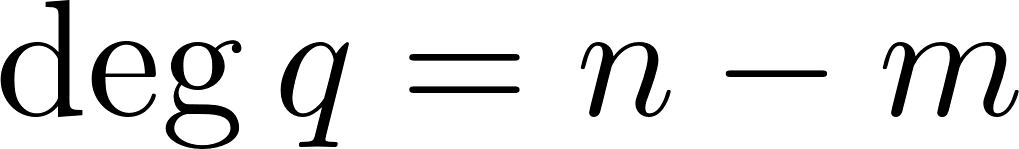 deg q = n − m